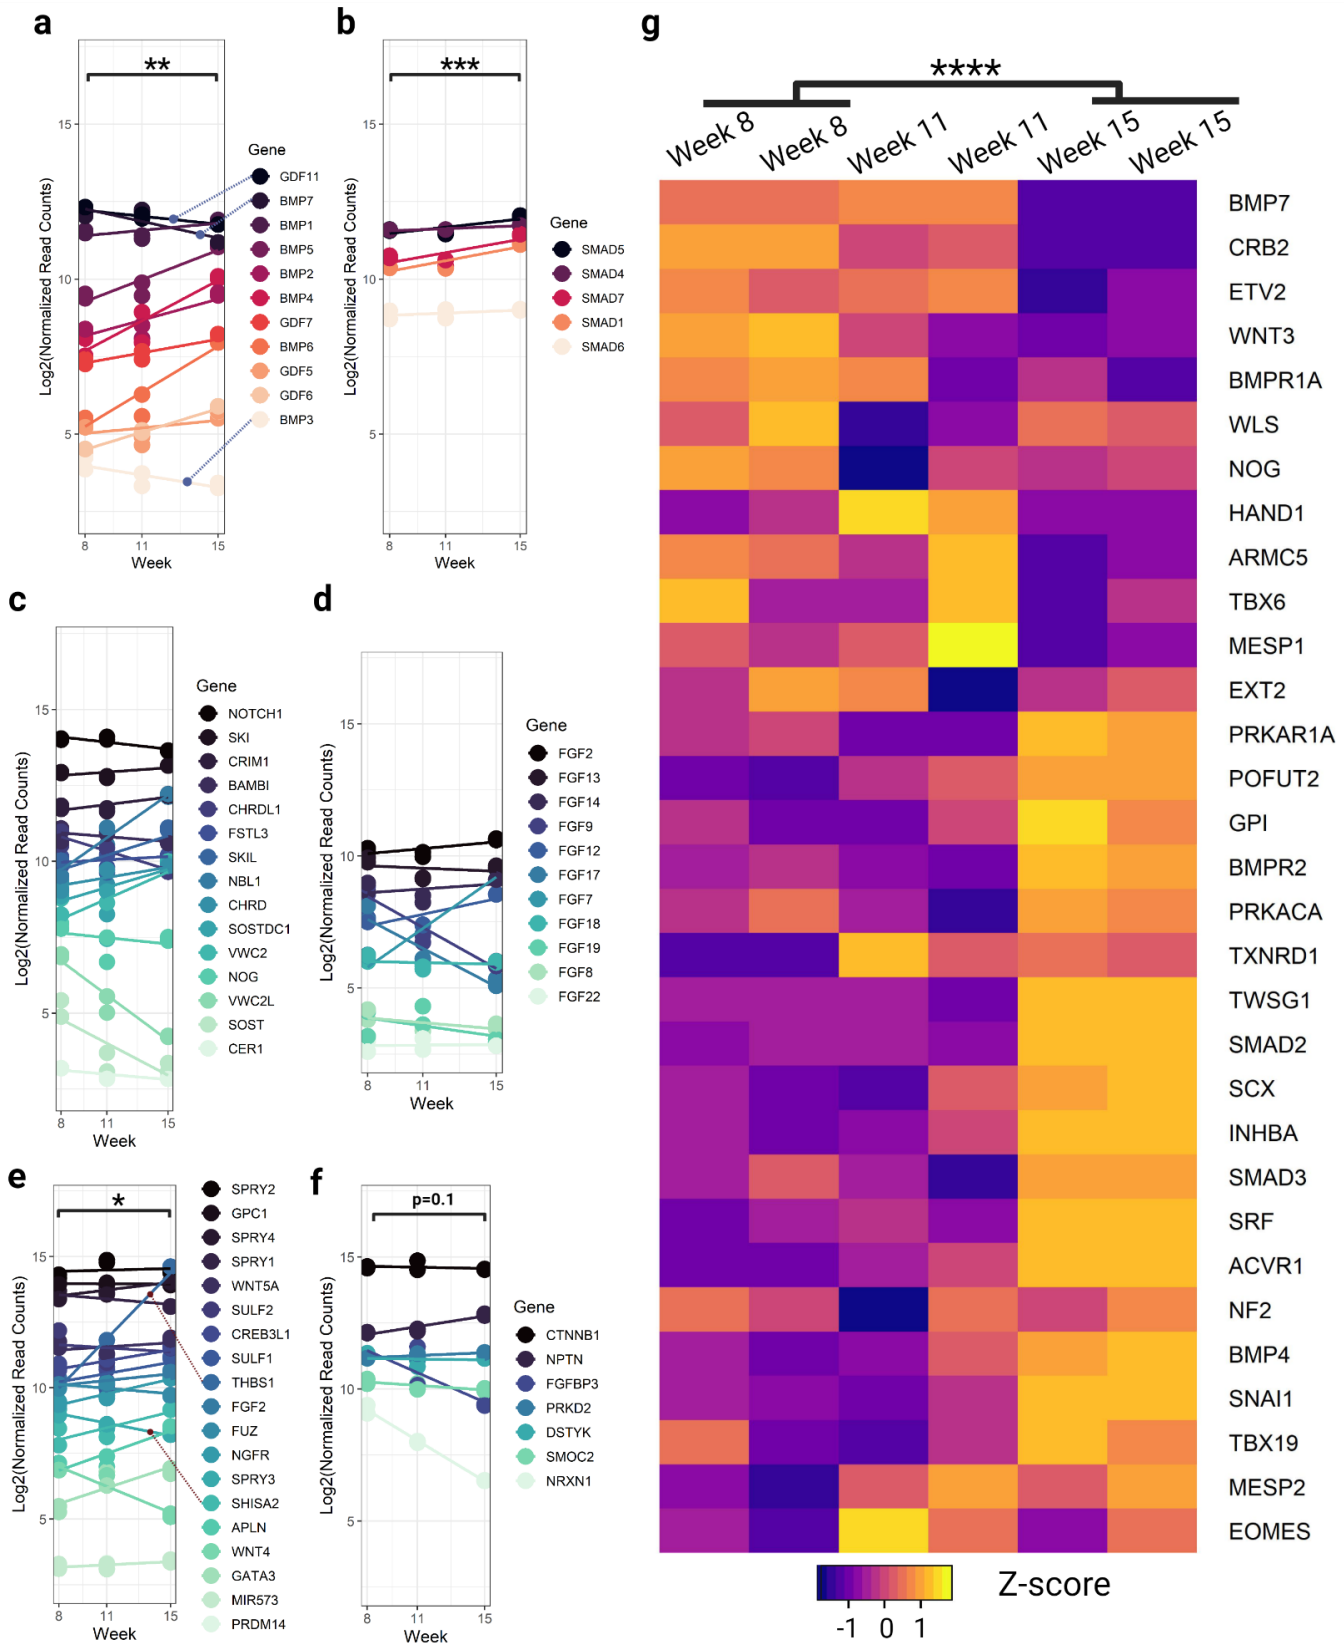 a
**
Log2(Normalized Read Counts)
15
10
5
8
11
15
Week
Gene
GDF11
BMP7
BMP1
BMP5
BMP2
BMP4
GDF7
BMP6
GDF5
GDF6
BMP3
b
***
Log2(Normalized Read Counts)
15
10
5
8
11
15
Week
Gene
SMAD5
SMAD4
SMAD7
SMAD1
SMAD6
c
Log2(Normalized Read Counts)
15
10
5
8
11
15
Week
Gene
NOTCH1
SKI
CRIM1
BAMBI
CHRDL1
FSTL3
SKIL
NBL1
CHRD
SOSTDC1
VWC2
NOG
VWC2L
SOST
CER1
d
Log2(Normalized Read Counts)
15
10
5
8
11
15
Week
Gene
FGF2
FGF13
FGF14
FGF9
FGF12
FGF17
FGF7
FGF18
FGF19
FGF8
FGF22
e
*
Log2(Normalized Read Counts)
15
10
5
8
11
15
Week
SPRY2
GPC1
SPRY4
SPRY1
WNT5A
SULF2
CREB3L1
SULF1
THBS1
FGF2
FUZ
NGFR
SPRY3
SHISA2
APLN
WNT4
GATA3
MIR573
PRDM14
f
p=0.1
Log2(Normalized Read Counts)
15
10
5
8
11
15
Week
Gene
CTNNB1
NPTN
FGFBP3
PRKD2
DSTYK
SMOC2
NRXN1
g
****
Week 8
Week 8
Week 11
Week 11
Week 15
Week 15
BMP7
CRB2
ETV2
WNT3
BMPR1A
WLS
NOG
HAND1
ARMC5
TBX6
MESP1
EXT2
PRKAR1A
POFUT2
GPI
BMPR2
PRKACA
TXNRD1
TWSG1
SMAD2
SCX
INHBA
SMAD3
SRF
ACVR1
NF2
BMP4
SNAI1
TBX19
MESP2
EOMES
Z-score
-1 0 1